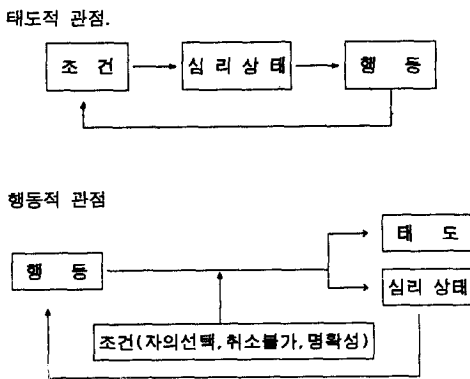 태도적 관점.
조 건 심 리 상 태 행 동
행동적 관점
태 도
행 동
심리 상태
조건(자의선택,취소불가,명확성)